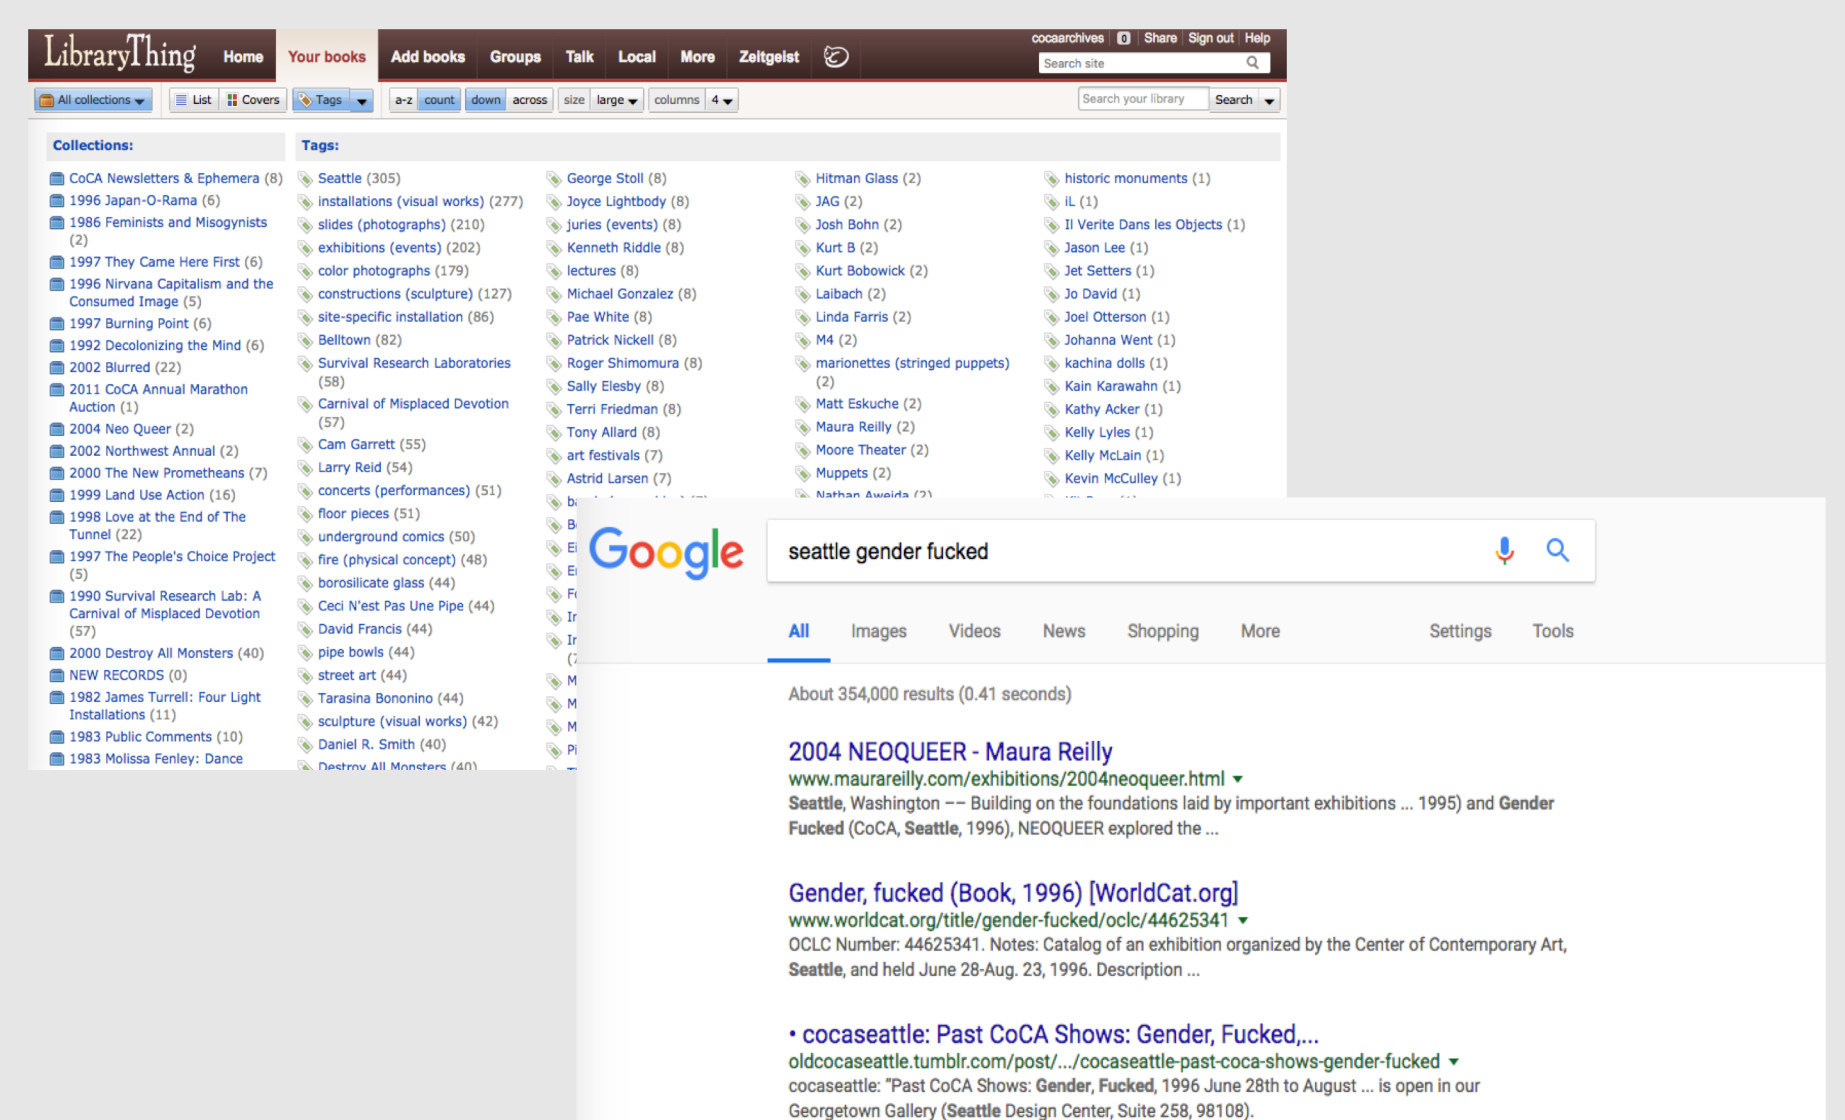 LibraryThing
Home
Your books
Add books
Groups
Talk
Local
More
Zeitgeist
cocaarchives 0 Share Sign out Help
Search site
All collections
List
Covers
Tags
a-z count
down across
size large
columns 4
Search your library
Search
Collections:
CoCA Newsletters & Ephemera (8)
1996 Japan-O-Rama (6)
1986 Feminists and Misogynists
(2)
1997 They Came Here First (6)
1996 Nirvana Capitalism and the
Consumed Image (5)
1997 Burning Point (6)
1992 Decolonizing the Mind (6)
2002 Blurred (22)
2011 CoCA Annual Marathon
Auction (1)
2004 Neo Queer (2)
2002 Northwest Annual (2)
2000 The New Prometheans (7)
1999 Land Use Action (16)
1998 Love at the End of The
Tunnel (22)
1997 The People's Choice Project
(5)
1990 Survival Research Lab: A
Carnival of Misplaced Devotion
(57)
2000 Destroy All Monsters (40)
NEW RECORDS (0)
1982 James Turrell: Four Light
Installations (11)
1983 Public Comments (10)
1983 Molissa Fenley: Dance
Tags:
Seattle (305)
installations (visual works) (277)
slides (photographs) (210)
exhibitions (events) (202)
color photographs (179)
constructions (sculpture) (127)
site-specific installation (86)
Belltown (82)
Survival Research Laboratories
(58)
Carnival of Misplaced Devotion
(57)
Cam Garrett (55)
Larry Reid (54)
concerts (performances) (51)
floor pieces (51)
underground comics (50)
fire (physical concept) (48)
borosilicate glass (44)
Ceci N'est Pas Une Pipe (44)
David Francis (44)
pipe bowls (44)
street art (44)
Tarasina Bononino (44)
sculpture (visual works) (42)
Daniel R. Smith (40)
Destroy All Monsters (40)
George Stoll (8)
Joyce Lightbody (8)
juries (events) (8)
Kenneth Riddle (8)
lectures (8)
Michael Gonzalez (8)
Pae White (8)
Patrick Nickell (8)
Roger Shimomura (8)
Sally Elesby (8)
Terri Friedman (8)
Tony Allard (8)
art festivals (7)
Astrid Larsen (7)
Hitman Glass (2)
JAG (2)
Josh Bohn (2)
Kurt B (2)
Kurt Bobowick (2)
Laibach (2)
Linda Farris (2)
M4 (2)
marionettes (stringed puppets)
(2)
Matt Eskuche (2)
Maura Reilly (2)
Moore Theater (2)
Muppets (2)
Nathan Aweida (2)
historic monuments (1)
iL (1)
Il Verite Dans les Objects (1)
Jason Lee (1)
Jet Setters (1)
Jo David (1)
Joel Otterson (1)
Johanna Went (1)
kachina dolls (1)
Kain Karawahn (1)
Kathy Acker (1)
Kelly Lyles (1)
Kelly McLain (1)
Kevin McCulley (1)
Google
seattle gender fucked
All Images Videos News Shopping More Settings Tools
About 354,000 results (0.41 seconds)
2004 NEOQUEER - Maura Reilly
www.maurareilly.com/exhibitions/2004neoqueer.html
Seattle, Washington –– Building on the foundations laid by important exhibitions ... 1995) and Gender
Fucked (CoCA, Seattle, 1996), NEOQUEER explored the ...
Gender, fucked (Book, 1996) [WorldCat.org]
www.worldcat.org/title/gender-fucked/oclc/44625341
OCLC Number: 44625341. Notes: Catalog of an exhibition organized by the Center of Contemporary Art,
Seattle, and held June 28-Aug. 23, 1996. Description ...
• cocaseattle: Past CoCA Shows: Gender, Fucked,...
oldcocaseattle.tumblr.com/post/.../cocaseattle-past-coca-shows-gender-fucked
cocaseattle: “Past CoCA Shows: Gender, Fucked, 1996 June 28th to August ... is open in our
Georgetown Gallery (Seattle Design Center, Suite 258, 98108).